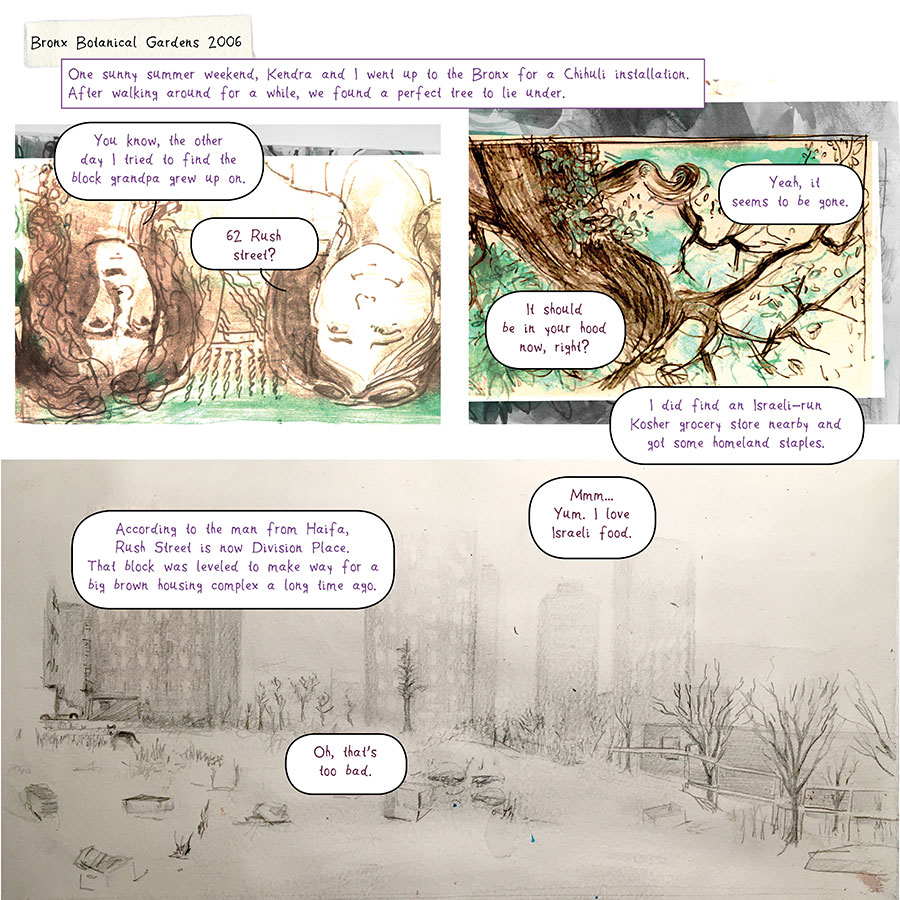 Bronx Botanical Gardens 2006
One sunny summer weekend, Kendra and I went up to the Bronx for a Chihuli installation.
After walking around for a while, we found a perfect tree to lie under.
You know, the other
day I tried to find the
block grandpa grew up on.
62 Rush
street?
Yeah, it
seems to be gone.
It should
be in your hood
now, right?
I did find an Israeli-run
Kosher grocery store nearby and
got some homeland staples.
Mmm...
Yum. I love
Israeli food.
According to the man from Haifa,
Rush Street is now Division Place.
That block was leveled to make way for a
big brown housing complex a long time ago.
Oh, that's
too bad.